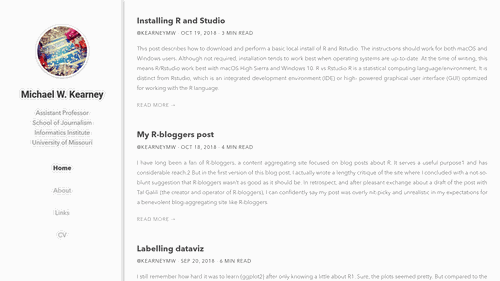 Michael W. Kearney
Assistant Professor
School of Journalism
Informatics Institute
University of Missouri
Home
About
Links
CV
Installing R and Studio
@KEARNEYMW · OCT 19, 2018 · 3 MIN READ
This post describes how to download and perform a basic local install of R and Rstudio. The instructions should work for both macOS and
Windows users. Although not required, installation tends to work best when operating systems are up-to-date. At the time of writing, this
means R/Rstudio work best with macOS High Sierra and Windows 10. R vs Rstudio R is a statistical computing language/environment. It is
distinct from Rstudio, which is an integrated development environment (IDE) or high- powered graphical user interface (GUI) optimized
for working with the R language.
READ MORE →
My R-bloggers post
@KEARNEYMW · OCT 18, 2018 · 4 MIN READ
I have long been a fan of R-bloggers, a content aggregating site focused on blog posts about R. It serves a useful purpose1 and has
considerable reach.2 But in the first version of this blog post, I actually wrote a lengthy critique of the site where I concluded with a not so-
blunt suggestion that R-bloggers wasn't as good as it should be. In retrospect, and after pleasant exchange about a draft of the post with
Tal Galili (the creator and operator of R-bloggers), I can confidently say my post was overly nit-picky and unrealistic in my expectations for
a benevolent blog-aggregating site like R-bloggers.
READ MORE →
Labelling dataviz
@KEARNEYMW · SEP 20, 2018 · 6 MIN READ
I still remember how hard it was to learn {ggplot2} after only knowing a little about R1. Sure, the plots seemed pretty. But compared to the